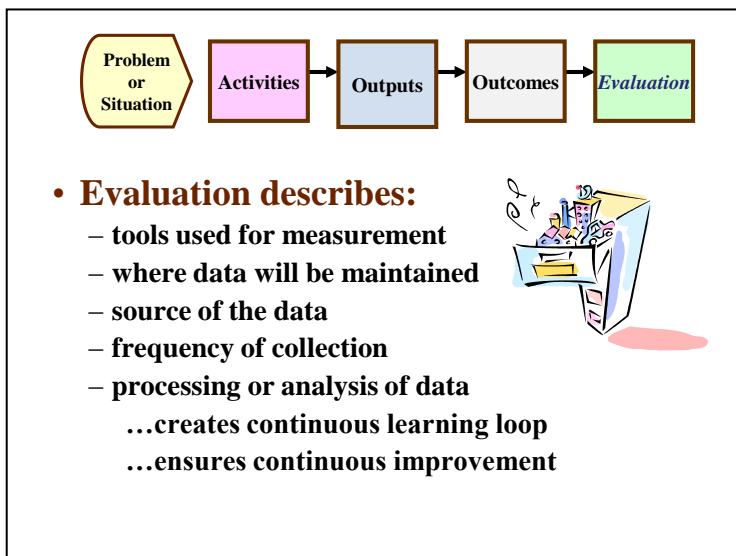 Problem
or
Situation
Activities
Outputs
Outcomes
Evaluation
• Evaluation describes:
– tools used for measurement
– where data will be maintained
– source of the data
– frequency of collection
– processing or analysis of data
…creates continuous learning loop
…ensures continuous improvement